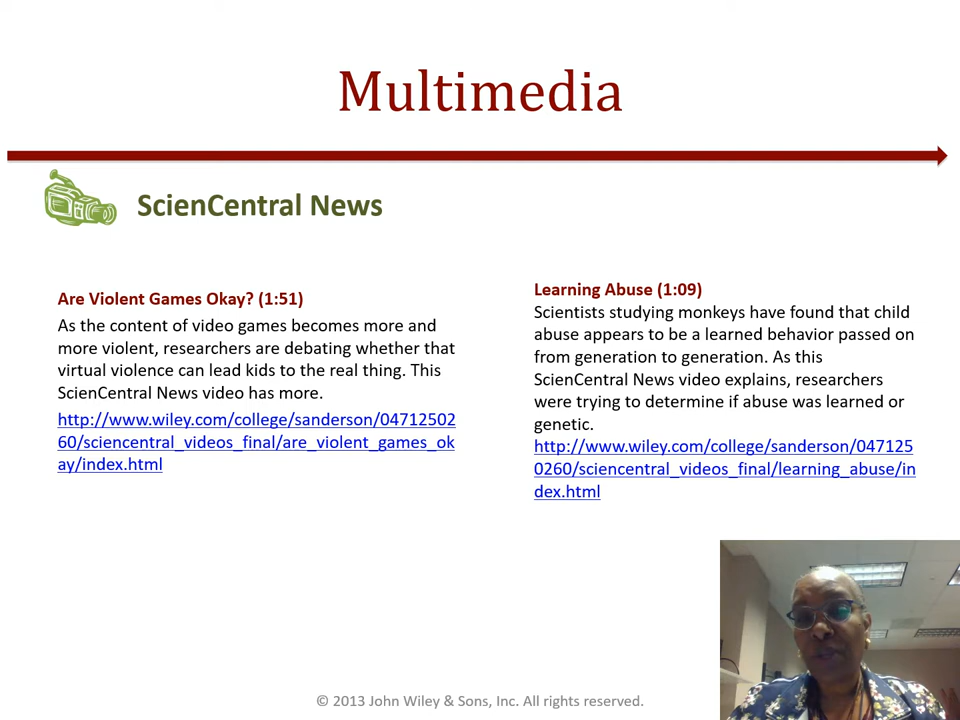 Multimedia
ScienCentral News
Are Violent Games Okay? (1:51)
As the content of video games becomes more and
more violent, researchers are debating whether that
virtual violence can lead kids to the real thing. This
ScienCentral News video has more.
http://www.wiley.com/college/sanderson/04712502
60/sciencentral_videos_final/are_violent_games_ok
ay/index.html
Learning Abuse (1:09)
Scientists studying monkeys have found that child
abuse appears to be a learned behavior passed on
from generation to generation. As this
ScienCentral News video explains, researchers
were trying to determine if abuse was learned or
genetic.
http://www.wiley.com/college/sanderson/047125
0260/sciencentral_videos_final/learning_abuse/in
dex.html
© 2013 John Wiley & Sons, Inc. All rights reserved.